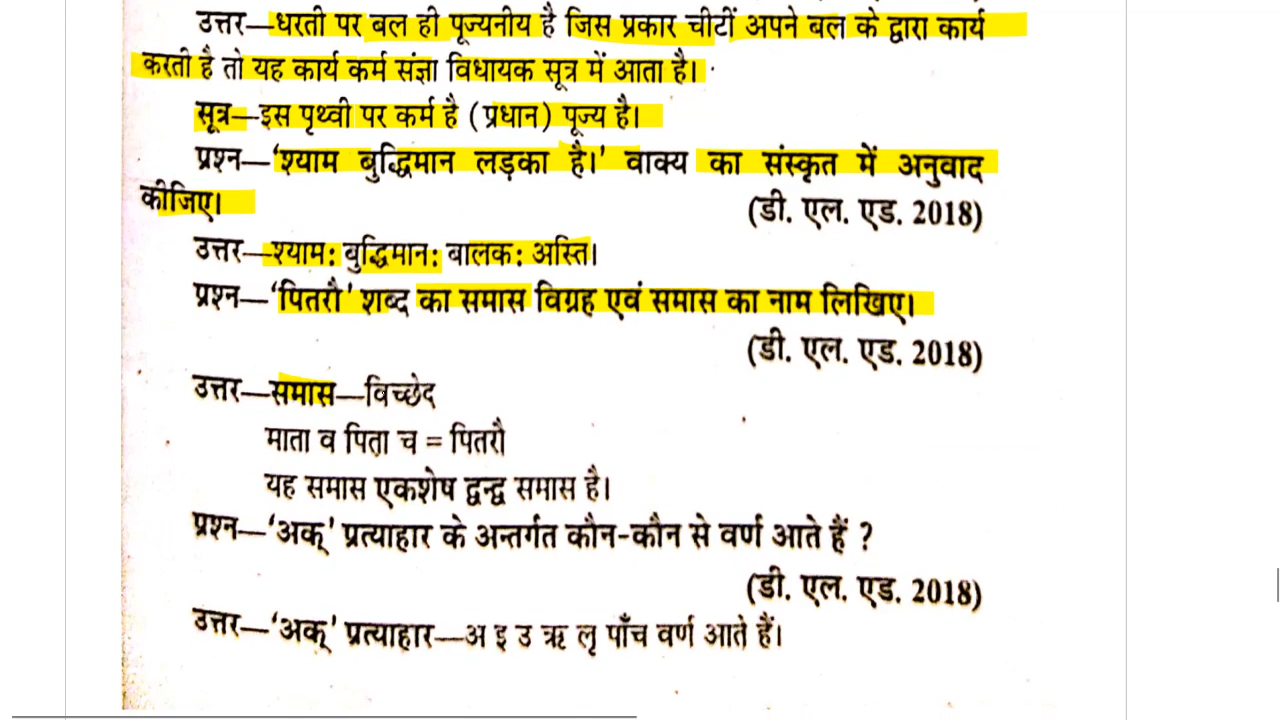 उत्तर—धरती पर बल ही पूज्यनीय है जिस प्रकार चीटीं अपने बल के द्वारा कार्य
करती है तो यह कार्य कर्म संज्ञा विधायक सूत्र में आता है।
सूत्र—इस पृथ्वी पर कर्म है (प्रधान) पूज्य है।
प्रश्न—'श्याम बुद्धिमान लड़का है।' वाक्य का संस्कृत में अनुवाद
कीजिए।
(डी. एल. एड. 2018)
उत्तर—श्याम: बुद्धिमान: बालक: अस्ति।
प्रश्न—'पितरौ' शब्द का समास विग्रह एवं समास का नाम लिखिए।
(डी. एल. एड. 2018)
उत्तर—समास—विच्छेद
माता व पिता च = पितरौ
यह समास एकशेष द्वन्द्व समास है।
प्रश्न—'अक्' प्रत्याहार के अन्तर्गत कौन-कौन से वर्ण आते हैं ?
(डी. एल. एड. 2018)
उत्तर—'अक्' प्रत्याहार—अ इ उ ऋ लृ पाँच वर्ण आते हैं।